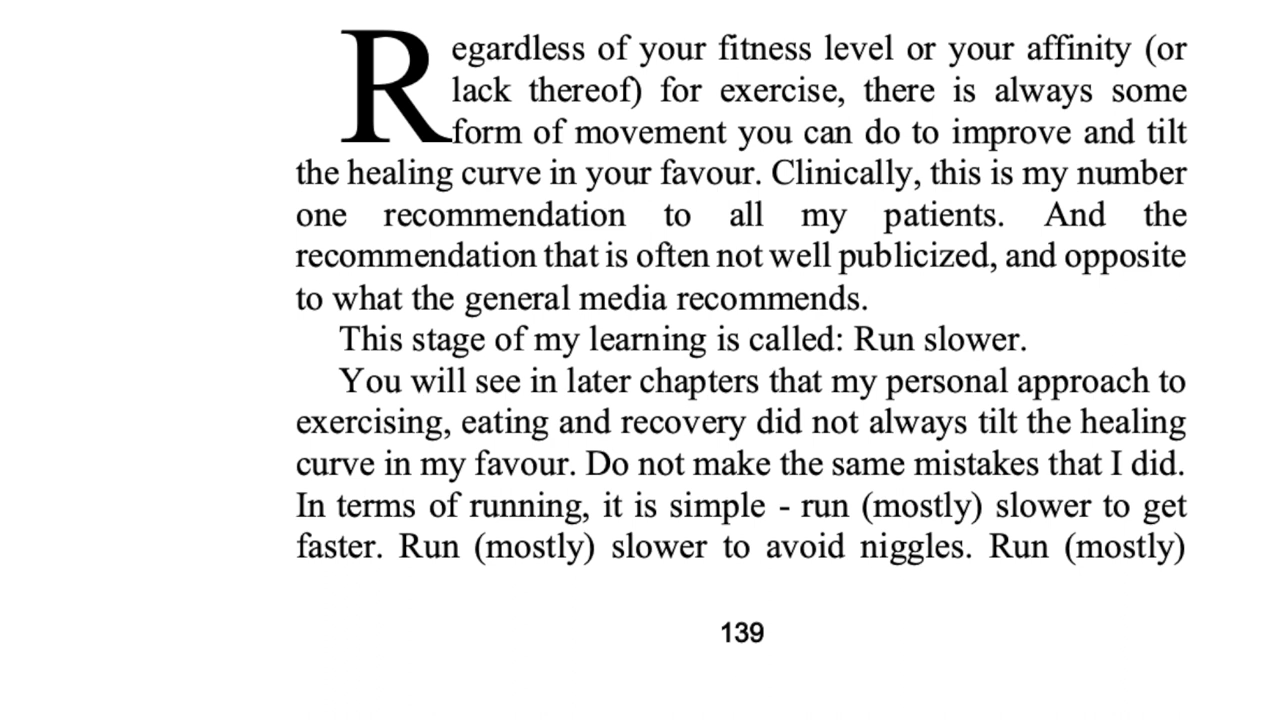 Regardless of your fitness level or your affinity (or
lack thereof) for exercise, there is always some
form of movement you can do to improve and tilt
the healing curve in your favour. Clinically, this is my number
one recommendation to all my patients. And the
recommendation that is often not well publicized, and opposite
to what the general media recommends.
This stage of my learning is called: Run slower.
You will see in later chapters that my personal approach to
exercising, eating and recovery did not always tilt the healing
curve in my favour. Do not make the same mistakes that I did.
In terms of running, it is simple - run (mostly) slower to get
faster. Run (mostly) slower to avoid niggles. Run (mostly)
139